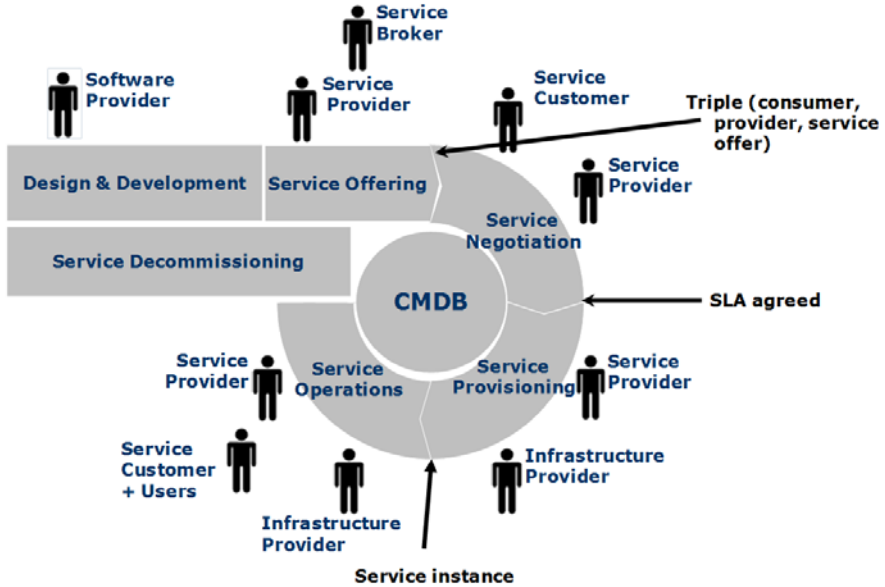 Service
Broker
Software
Provider
Service
Provider
Service
Customer
Triple (consumer,
provider, service
offer)
Design & Development
Service Offering
Service
Provider
Service
Negotiation
Service Decommissioning
CMDB
SLA agreed
Service
Provider
Service
Operations
Service
Provisioning
Service
Provider
Service
Customer
+ Users
Infrastructure
Provider
Infrastructure
Provider
Service instance